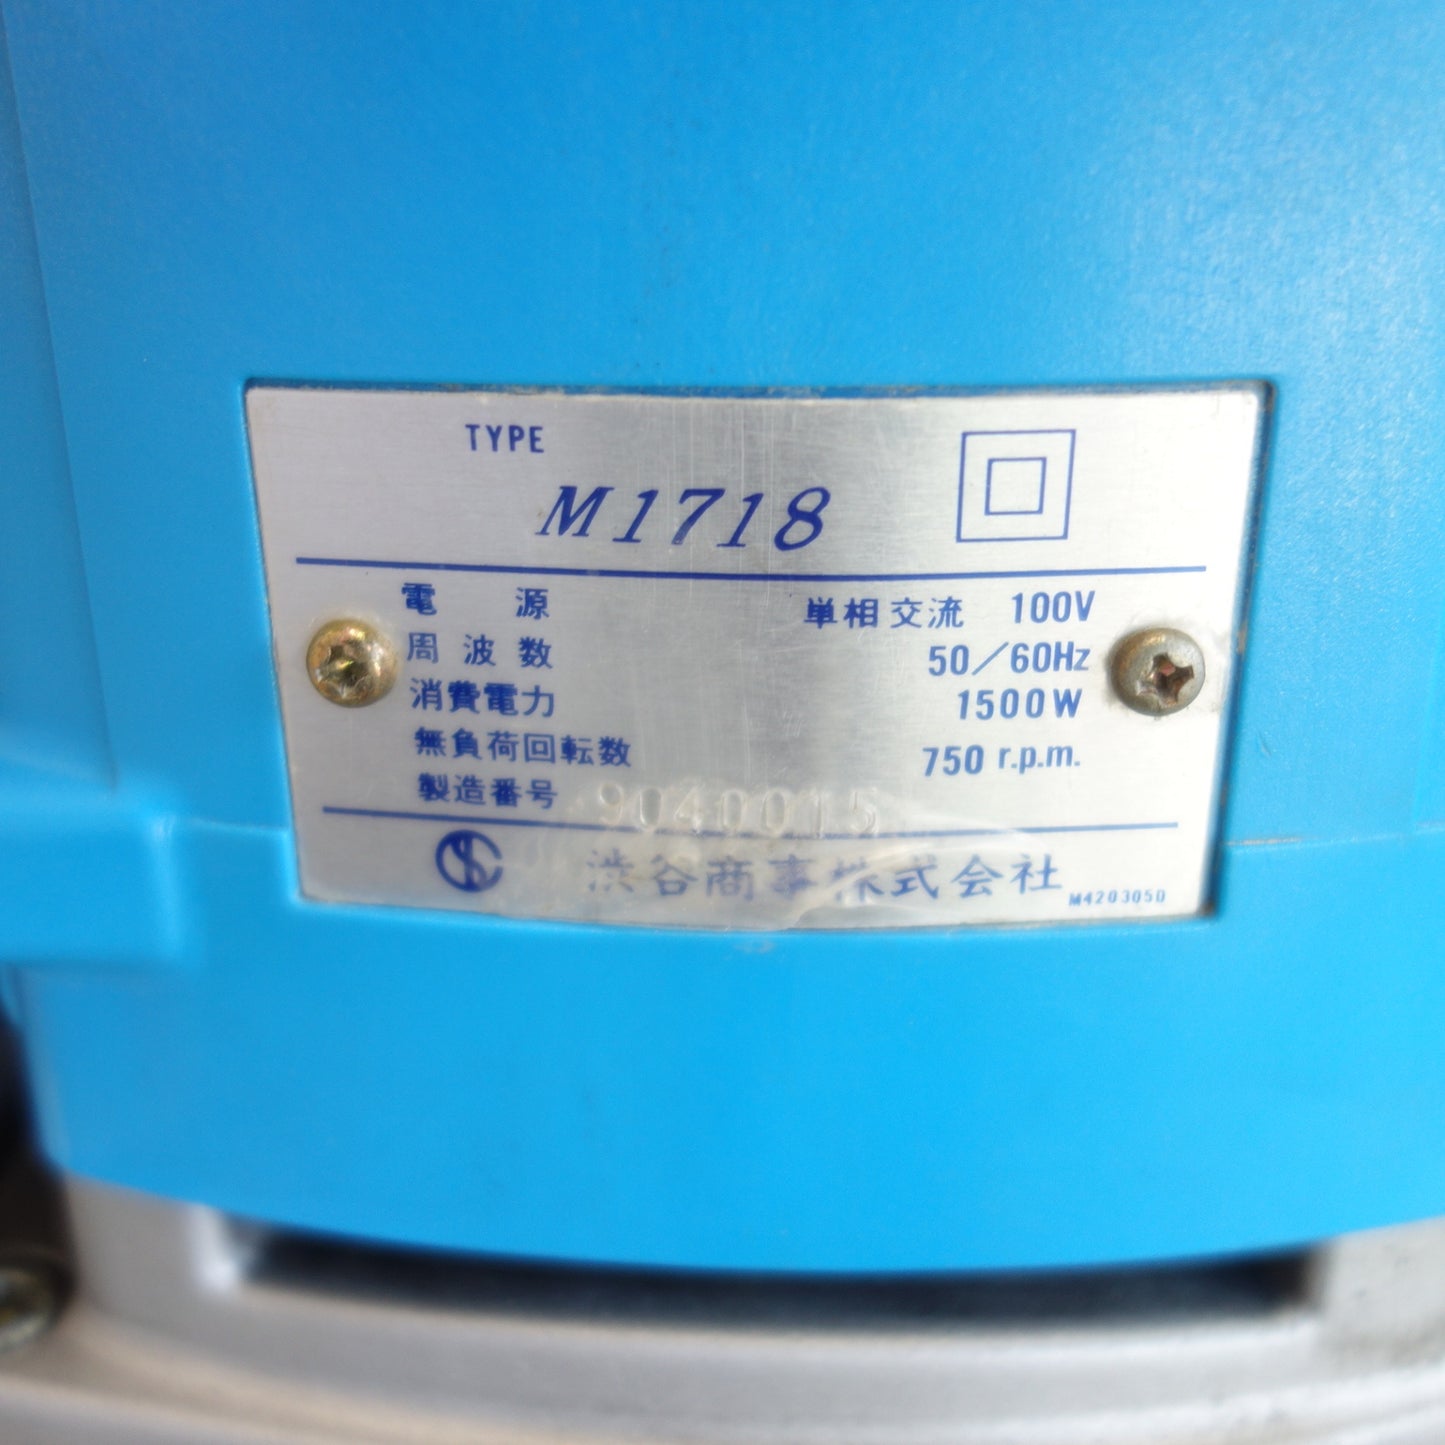 TYPE
M1718
電源 単相交流 100V
周波数 50/60Hz
消費電力 1500W
無負荷回転数 750 r.p.m.
製造番号 9040015
渋谷商事株式会社
M4203050